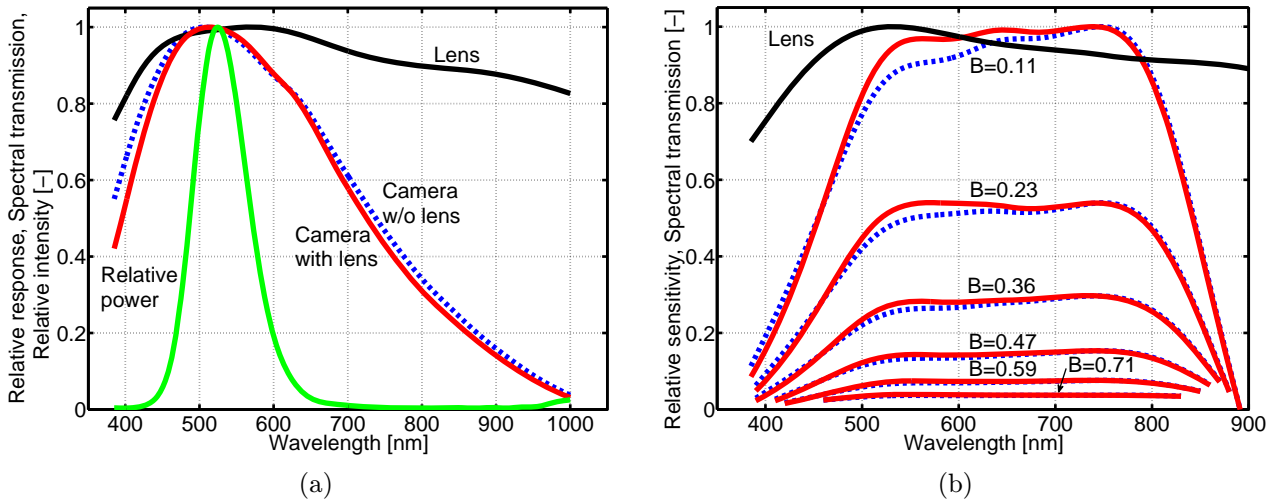 Relative response, Spectral transmission,
Relative intensity [−]
1
0.8
0.6
0.4
0.2
0
Lens
Camera
w/o lens
Camera
with lens
Relative
power
400 500 600 700 800 900 1000
Wavelength [nm]
(a)
Relative sensitivity, Spectral transmission [−]
1
0.8
0.6
0.4
0.2
0
Lens
B=0.11
B=0.23
B=0.36
B=0.47
B=0.59
B=0.71
400 500 600 700 800 900
Wavelength [nm]
(b)